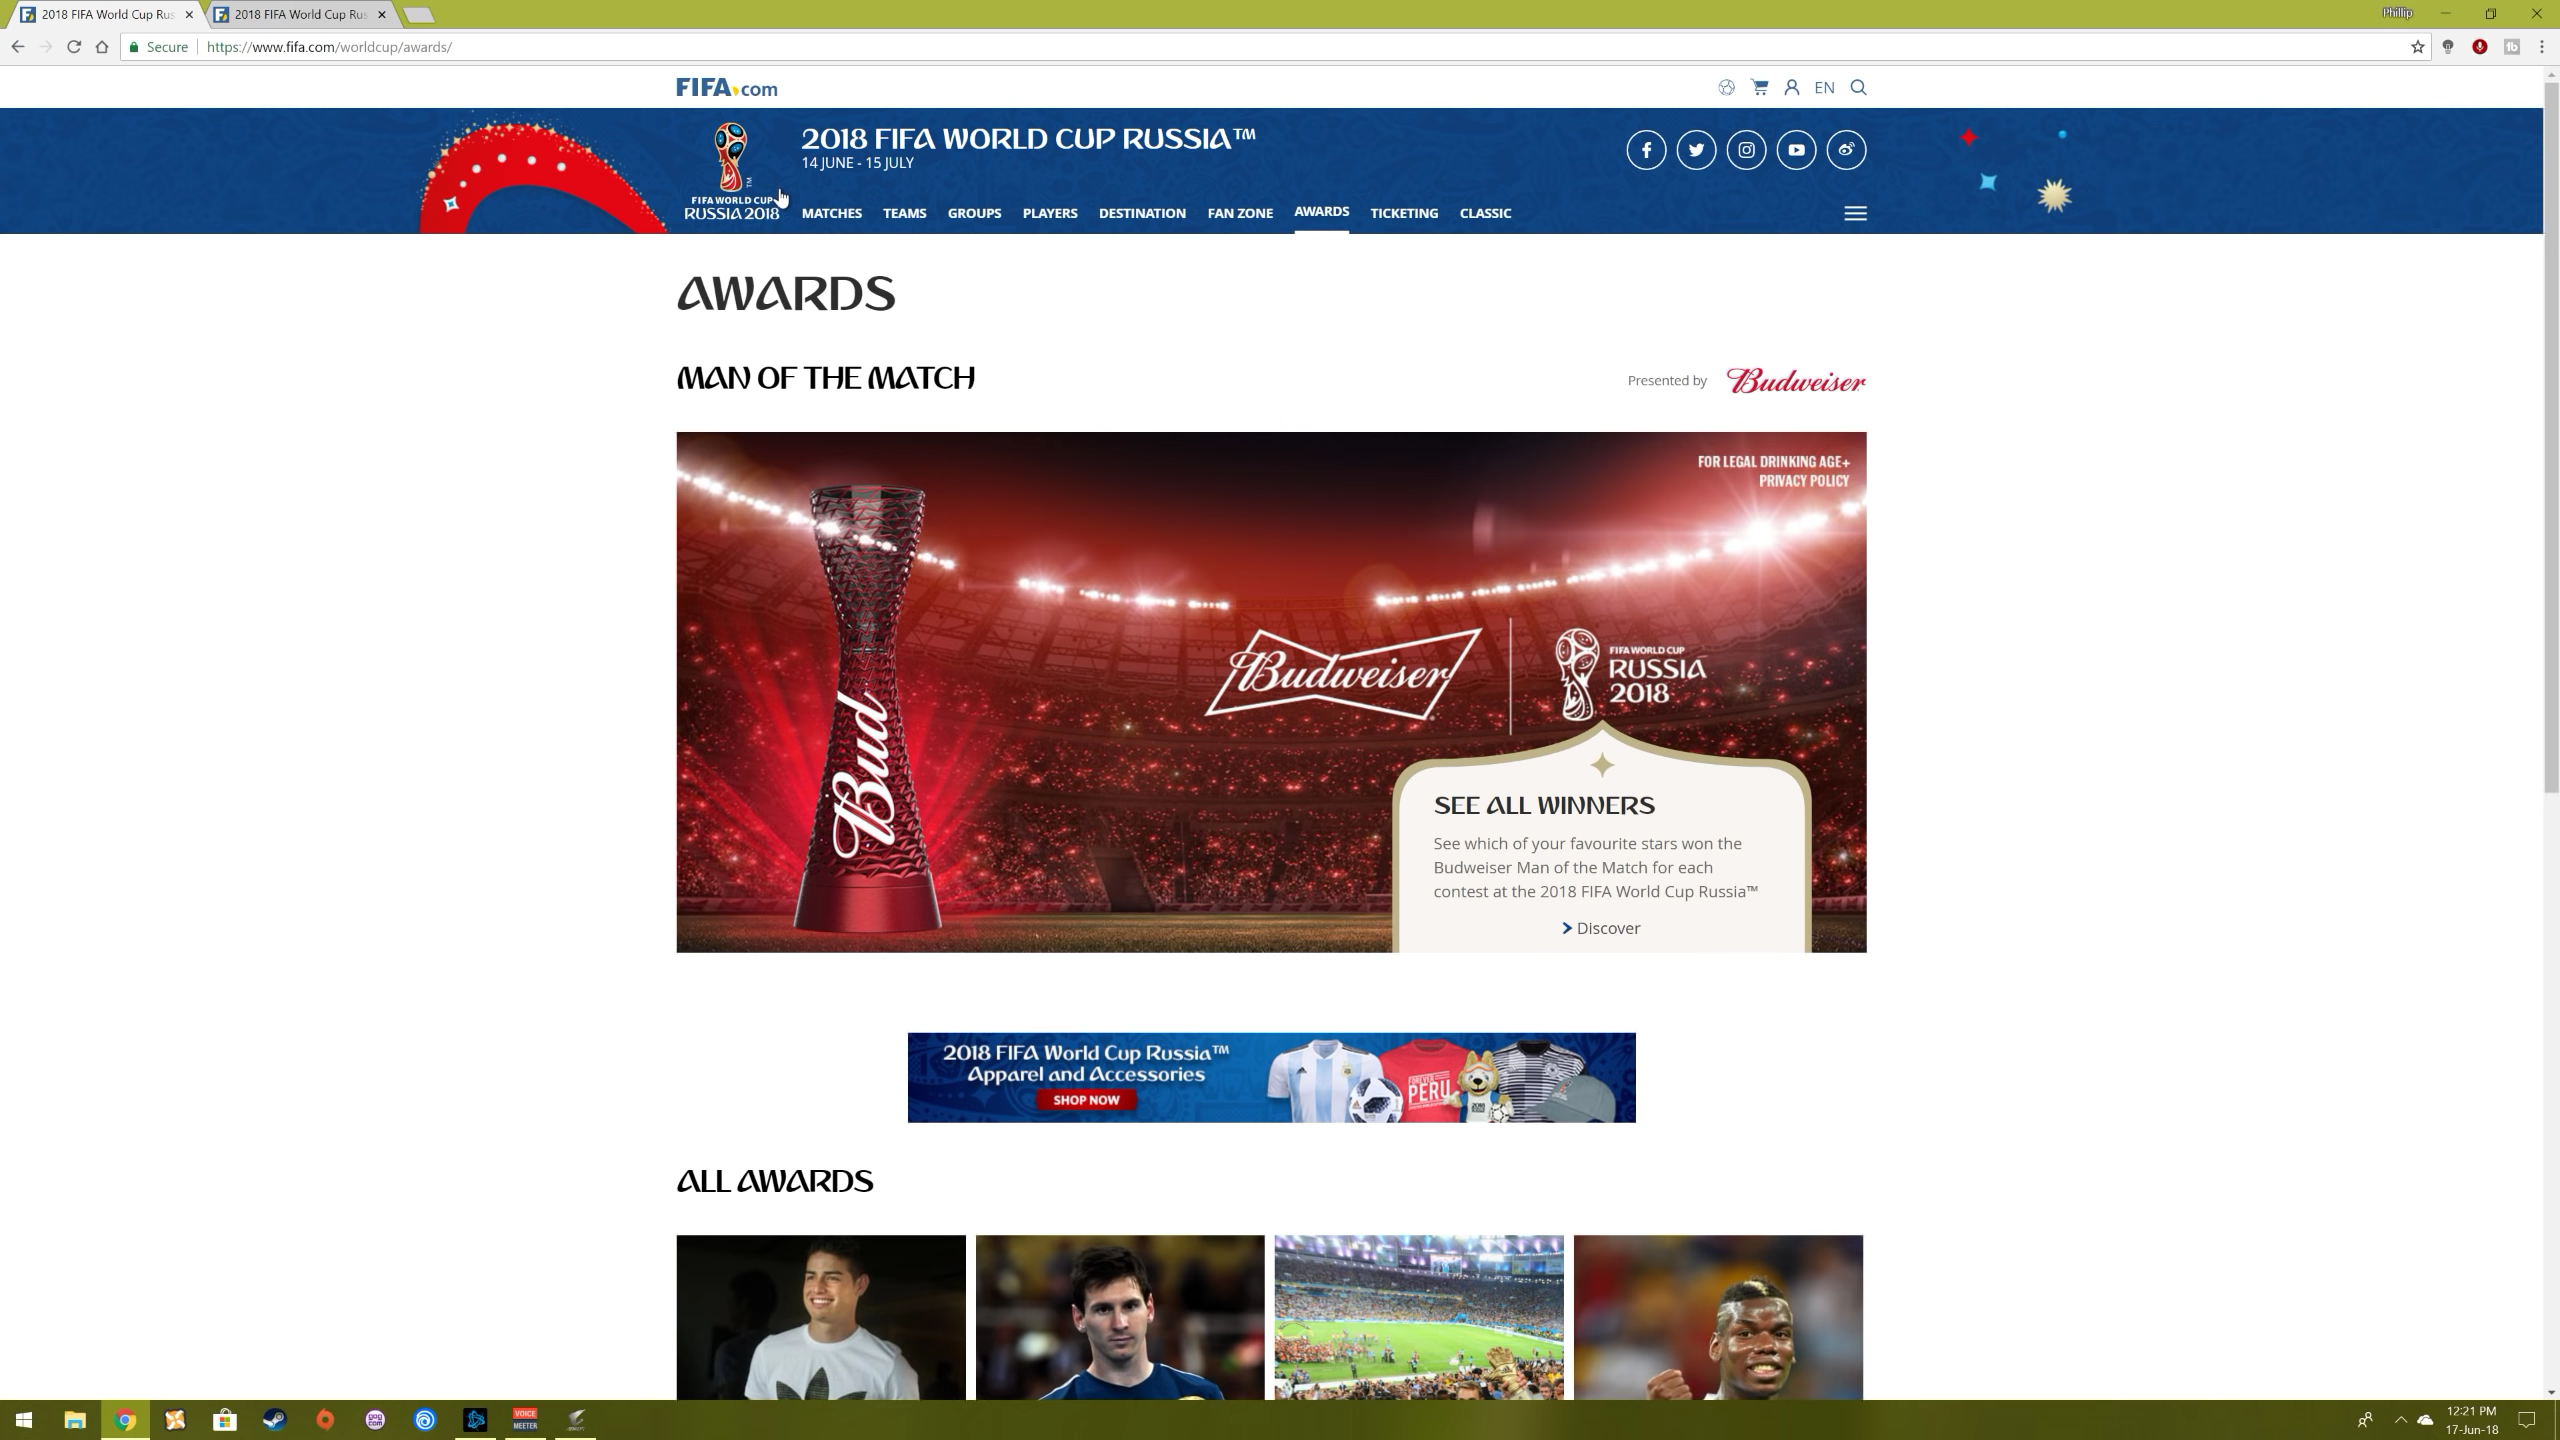 2018 FIFA World Cup Rus
2018 FIFA World Cup Rus
Phillip
Secure
https://www.fifa.com/worldcup/awards/
FIFA.com
EN
2018 FIFA WORLD CUP RUSSIA™
14 JUNE - 15 JULY
FIFA WORLD CUP
RUSSIA 2018
MATCHES TEAMS GROUPS PLAYERS DESTINATION FAN ZONE AWARDS TICKETING CLASSIC
AWARDS
MAN OF THE MATCH
Presented by Budweiser
FOR LEGAL DRINKING AGE+
PRIVACY POLICY
Bud
Budweiser
FIFA WORLD CUP
RUSSIA
2018
SEE ALL WINNERS
See which of your favourite stars won the
Budweiser Man of the Match for each
contest at the 2018 FIFA World Cup Russia™
Discover
2018 FIFA World Cup Russia™
Apparel and Accessories
SHOP NOW
FOREVER
PERU
ALL AWARDS
VOICE
MEETER
12:21 PM
17-Jun-18